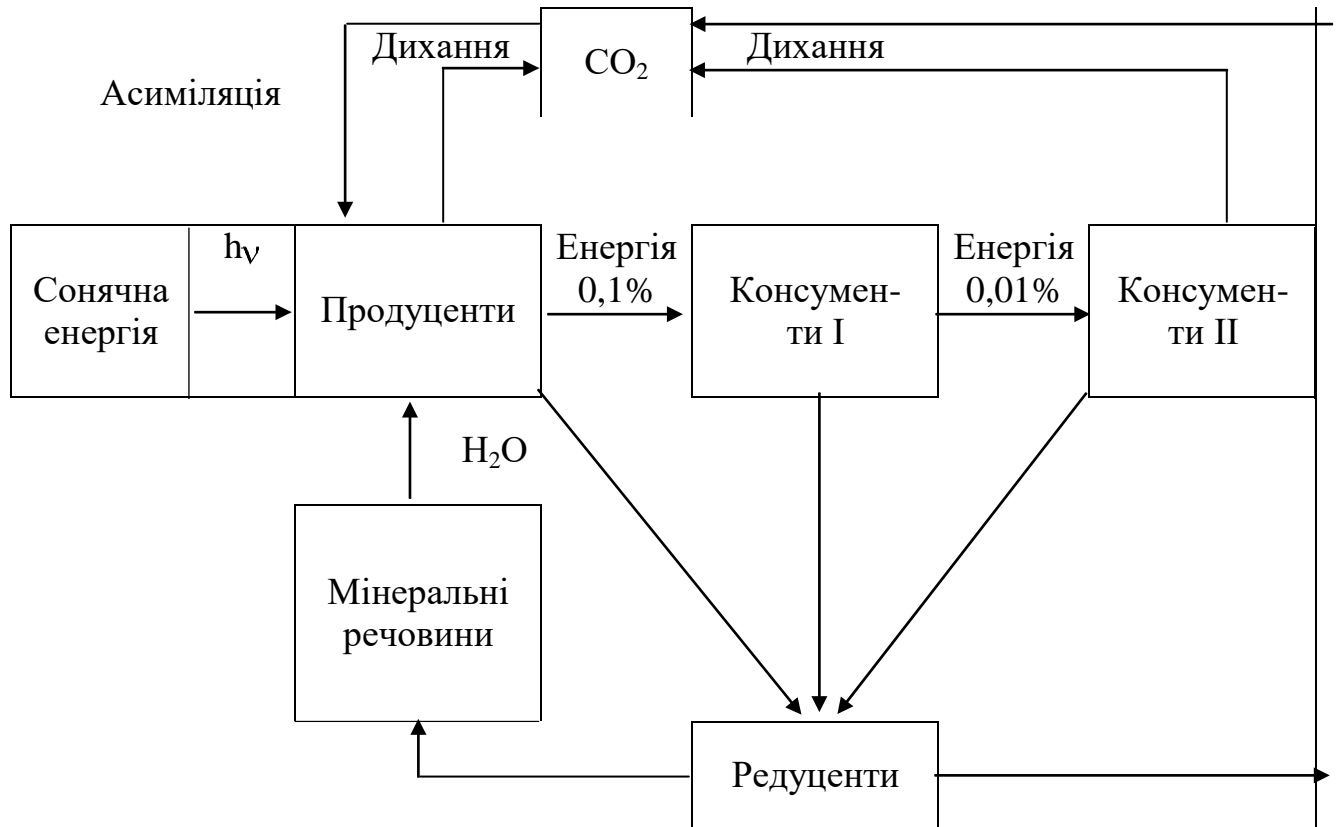 Дихання
CO₂
Дихання
Асиміляція
Сонячна
енергія
hν
Продуценти
Енергія
0,1%
Консумен-
ти I
Енергія
0,01%
Консумен-
ти II
H₂O
Мінеральні
речовини
Редуценти